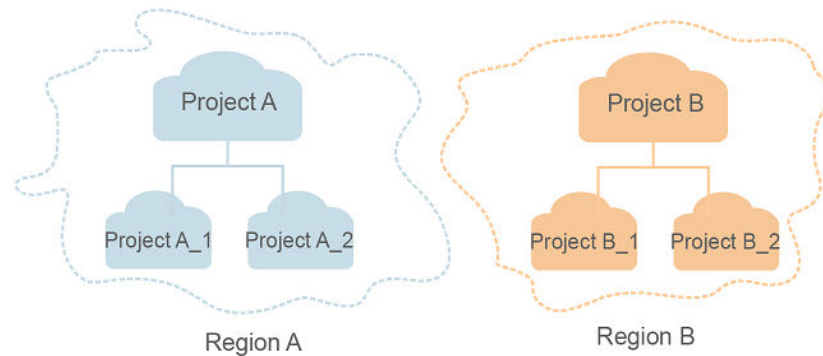 Project A
Project B
Project A_1
Project A_2
Project B_1
Project B_2
Region A
Region B